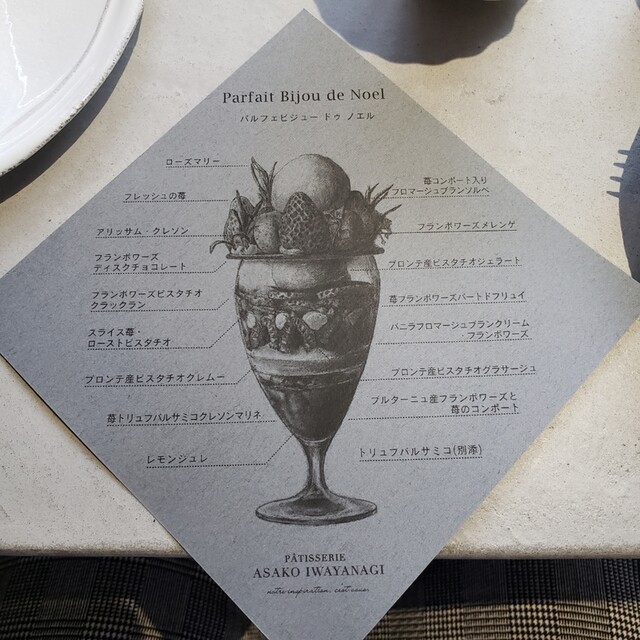 Parfait Bijou de Noel
パルフェビジュー ドゥ ノエル
ローズマリー
フレッシュの苺
アリッサム・クレソン
フランボワーズ
ディスクチョコレート
フランボワーズピスタチオ
クラックラン
スライス苺・
ローストピスタチオ
ブロンテ産ピスタチオクレムー
苺トリュフバルサミコクレソンマリネ
レモンジュレ
苺コンポート入り
フロマージュブランソルベ
フランボワーズメレンゲ
ブロンテ産ピスタチオジェラート
苺フランボワーズパートドフリュイ
バニラフロマージュブランクリーム
フランボワーズ
ブロンテ産ピスタチオグラサージュ
ブルターニュ産フランボワーズと
苺のコンポート
トリュフバルサミコ(別添)
PÂTISSERIE
ASAKO IWAYANAGI
notre inspiration, c'est vous.